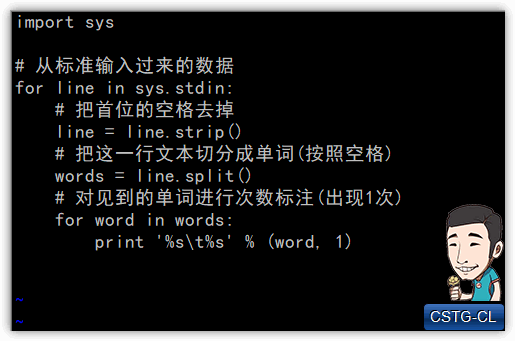 import sys
# 从标准输入过来的数据
for line in sys.stdin:
    # 把首位的空格去掉
    line = line.strip()
    # 把这一行文本切分成单词(按照空格)
    words = line.split()
    # 对见到的单词进行次数标注(出现1次)
    for word in words:
        print '%s\t%s' % (word, 1)
~
~
CSTG-CL